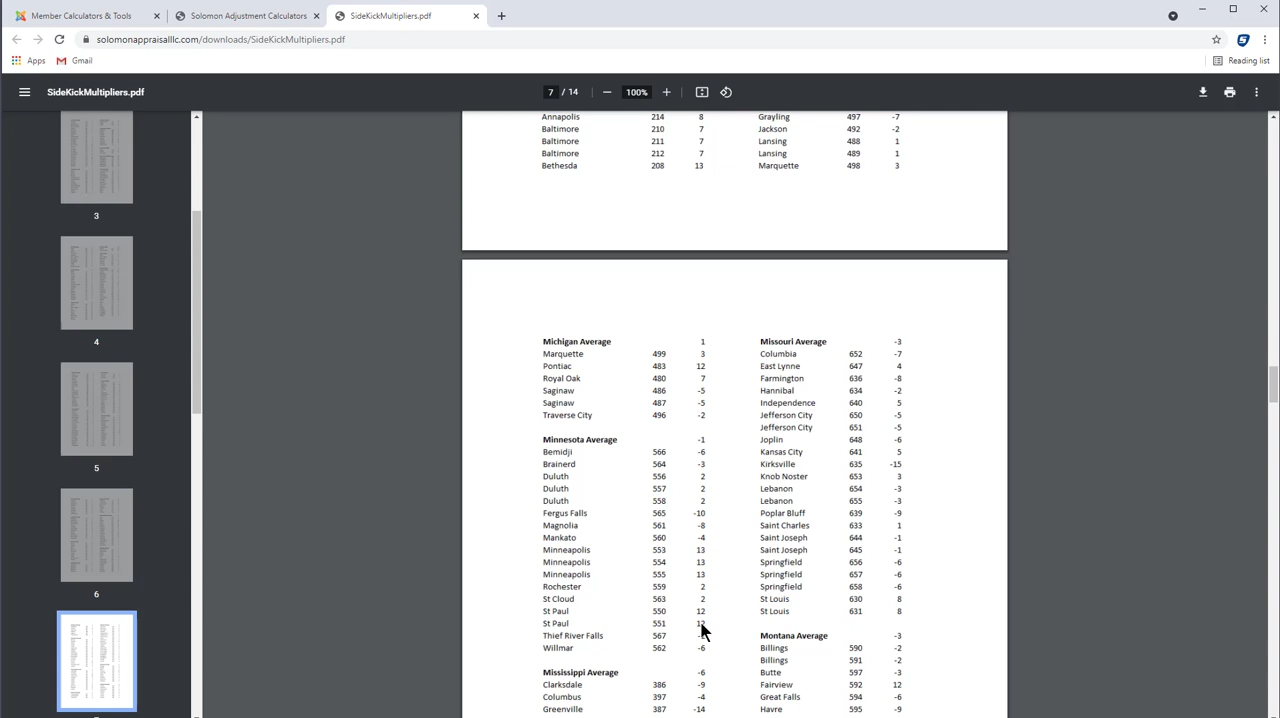 Member Calculators & Tools
Solomon Adjustment Calculators
SideKickMultipliers.pdf
solomonappraisalllc.com/downloads/SideKickMultipliers.pdf
Apps
Gmail
Reading list
SideKickMultipliers.pdf
7 / 14
100%
3
4
5
6
Annapolis 214 8
Baltimore 210 7
Baltimore 211 7
Baltimore 212 7
Bethesda 208 13
Grayling 497 -7
Jackson 492 -2
Lansing 488 1
Lansing 489 1
Marquette 498 3
Michigan Average 1
Marquette 499 3
Pontiac 483 12
Royal Oak 480 7
Saginaw 486 -5
Saginaw 487 -5
Traverse City 496 -2
Minnesota Average -1
Bemidji 566 -6
Brainerd 564 -3
Duluth 556 2
Duluth 557 2
Duluth 558 2
Fergus Falls 565 -10
Magnolia 561 -8
Mankato 560 -4
Minneapolis 553 13
Minneapolis 554 13
Minneapolis 555 13
Rochester 559 2
St Cloud 563 2
St Paul 550 12
St Paul 551 12
Thief River Falls 567
Willmar 562 -6
Mississippi Average -6
Clarksdale 386 -9
Columbus 397 -4
Greenville 387 -14
Missouri Average -3
Columbia 652 -7
East Lynne 647 4
Farmington 636 -8
Hannibal 634 -2
Independence 640 5
Jefferson City 650 -5
Jefferson City 651 -5
Joplin 648 -6
Kansas City 641 5
Kirksville 635 -15
Knob Noster 653 3
Lebanon 654 -3
Lebanon 655 -3
Poplar Bluff 639 -9
Saint Charles 633 1
Saint Joseph 644 -1
Saint Joseph 645 -1
Springfield 656 -6
Springfield 657 -6
Springfield 658 -6
St Louis 630 8
St Louis 631 8
Montana Average -3
Billings 590 -2
Billings 591 -2
Butte 597 -3
Fairview 592 12
Great Falls 594 -6
Havre 595 -9